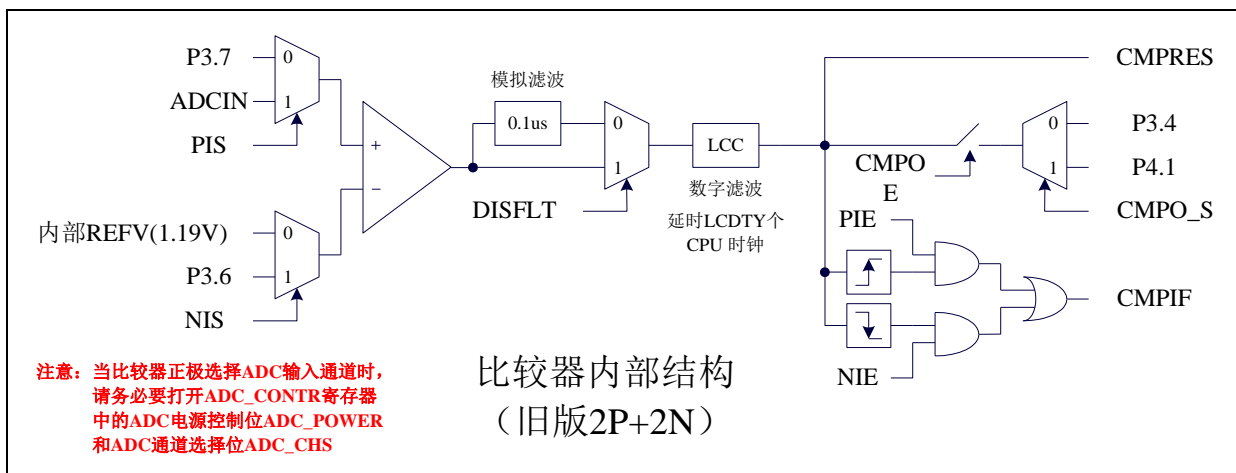 P3.7
0
ADCIN
1
PIS
+
−
内部REFV(1.19V)
0
P3.6
1
NIS
模拟滤波
0.1us
0
1
DISFLT
LCC
数字滤波
延时LCDTY个
CPU 时钟
CMPRES
0
P3.4
1
P4.1
CMPO
E
CMPO_S
PIE
CMPIF
NIE
注意：当比较器正极选择ADC输入通道时，
请务必要打开ADC_CONTR寄存器
中的ADC电源控制位ADC_POWER
和ADC通道选择位ADC_CHS
比较器内部结构
（旧版2P+2N）